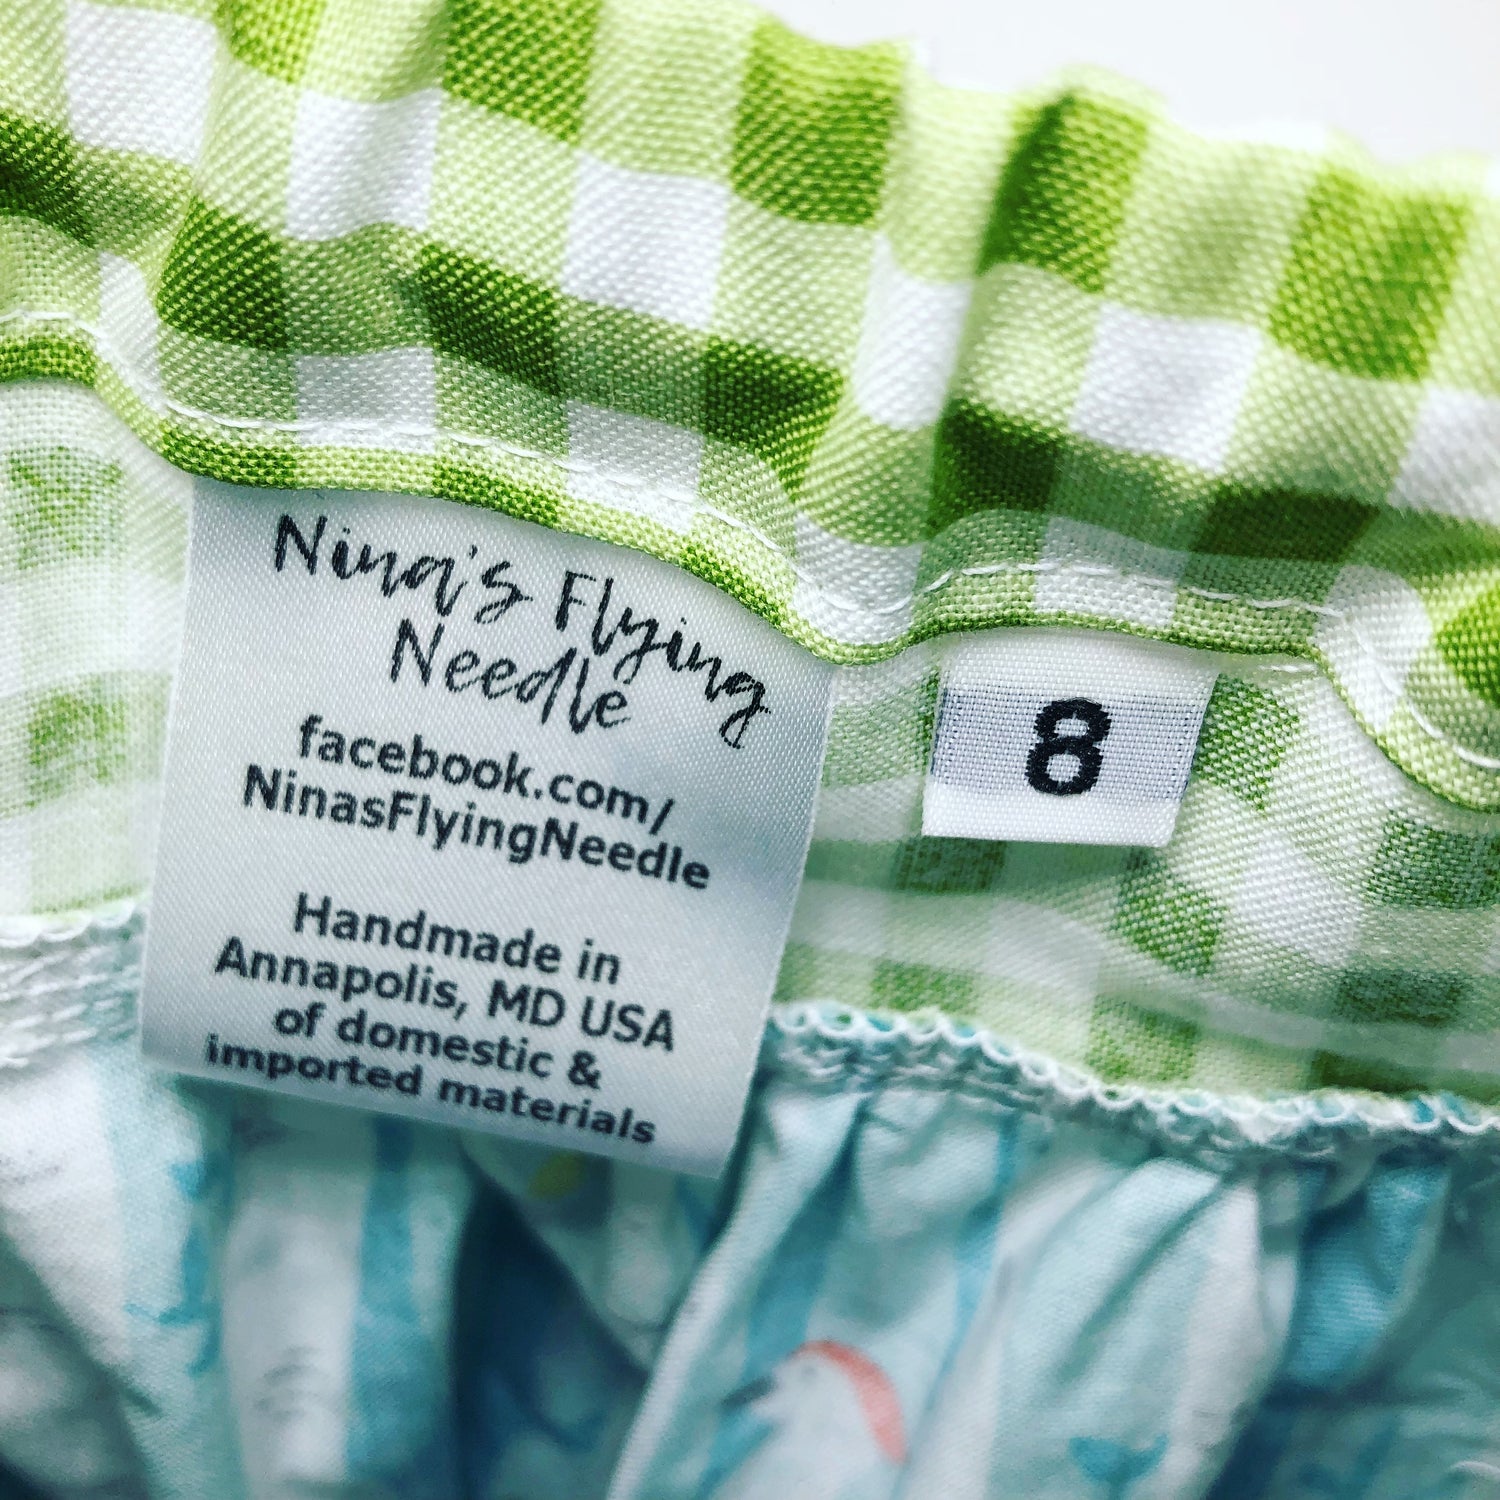 Nina's Flying
Needle
facebook.com/
NinasFlyingNeedle
Handmade in
Annapolis, MD USA
of domestic &
imported materials
8